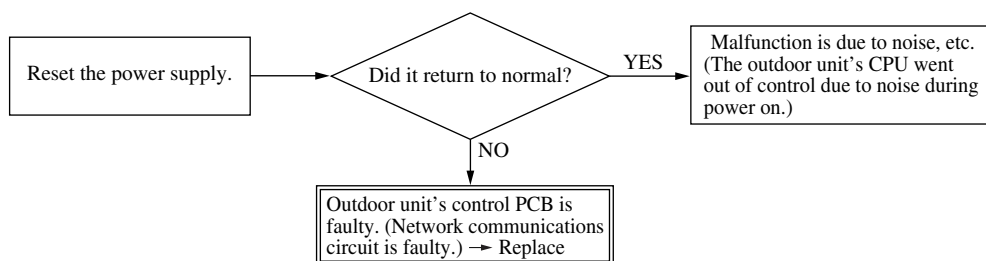 Reset the power supply.
Did it return to normal?
YES
Malfunction is due to noise, etc.
(The outdoor unit's CPU went
out of control due to noise during
power on.)
NO
Outdoor unit's control PCB is
faulty. (Network communications
circuit is faulty.) → Replace